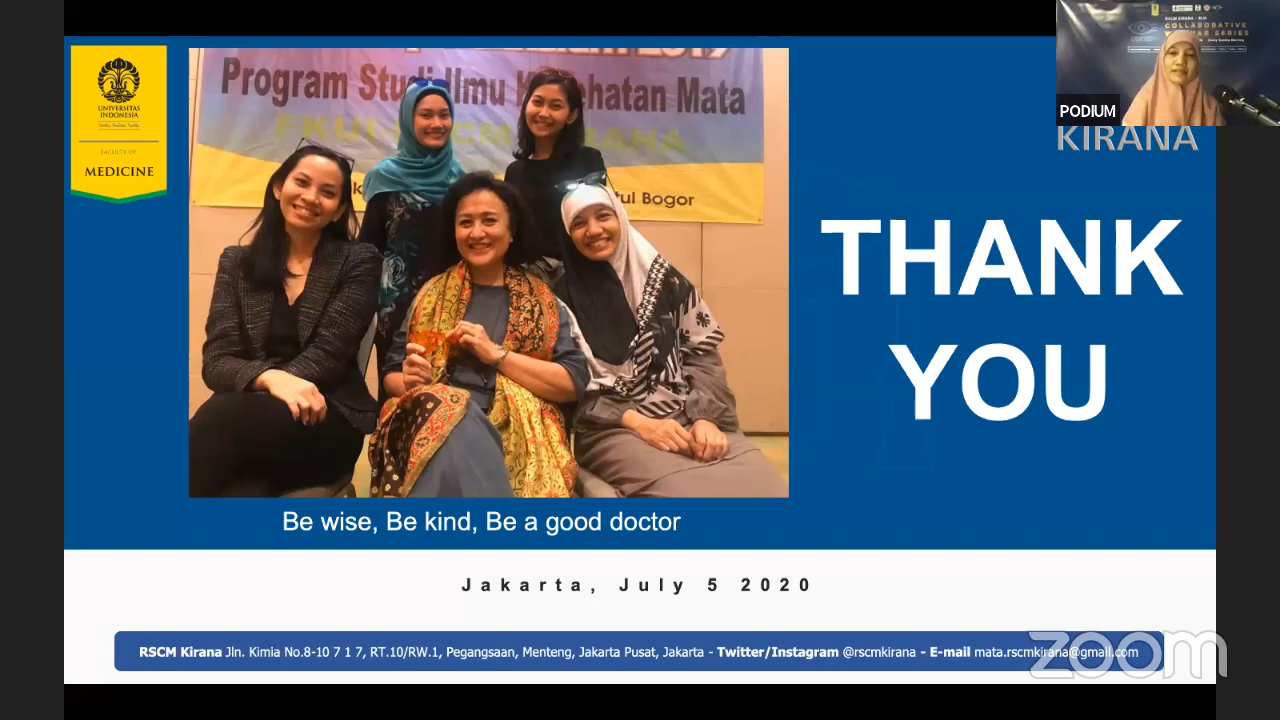 UNIVERSITAS
INDONESIA
FACULTY OF
MEDICINE
Program Studi Ilmu Kesehatan Mata
Bogor
COLLABORATIVE
PODIUM
KIRANA
THANK
YOU
Be wise, Be kind, Be a good doctor
Jakarta, July 5 2020
RSCM Kirana Jln. Kimia No.8-10 7 1 7, RT.10/RW.1, Pegangsaan, Menteng, Jakarta Pusat, Jakarta - Twitter/Instagram @rscmkirana - E-mail mata.rscmkirana@gmail.com
zoom